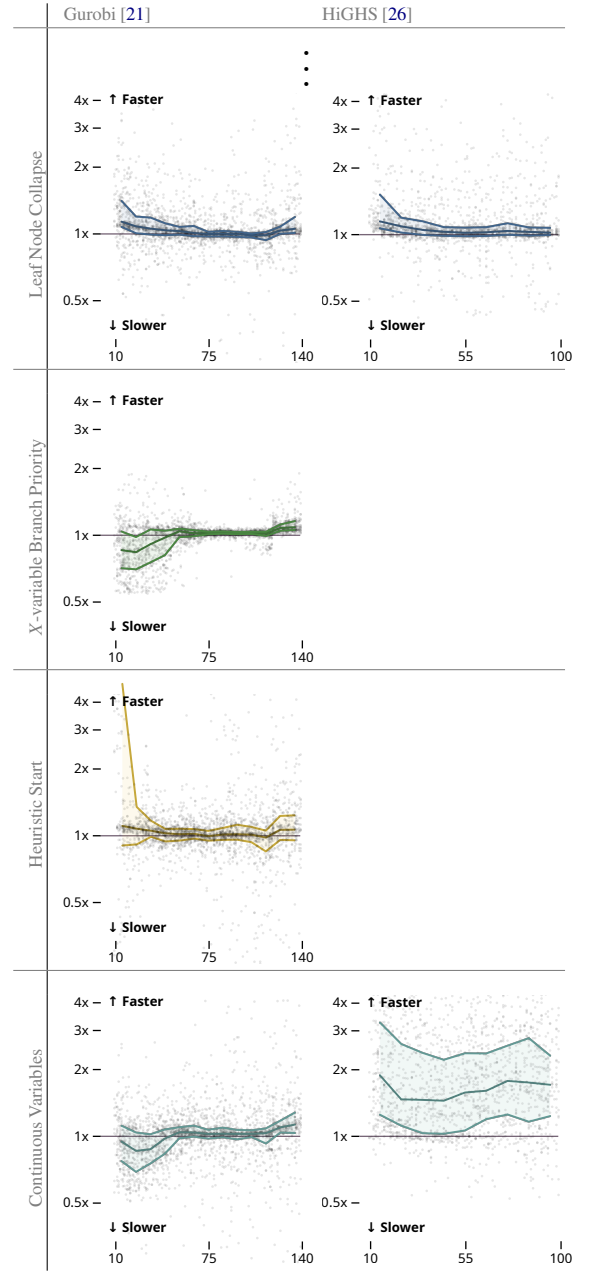 Gurobi [21] HiGHS [26]
Leaf Node Collapse
4x ↑ Faster
3x
2x
1x
0.5x
↓ Slower
10 75 140
4x ↑ Faster
3x
2x
1x
0.5x
↓ Slower
10 55 100
X-variable Branch Priority
4x ↑ Faster
3x
2x
1x
0.5x
↓ Slower
10 75 140
Heuristic Start
4x ↑ Faster
3x
2x
1x
0.5x
↓ Slower
10 75 140
Continuous Variables
4x ↑ Faster
3x
2x
1x
0.5x
↓ Slower
10 75 140
4x ↑ Faster
3x
2x
1x
0.5x
↓ Slower
10 55 100